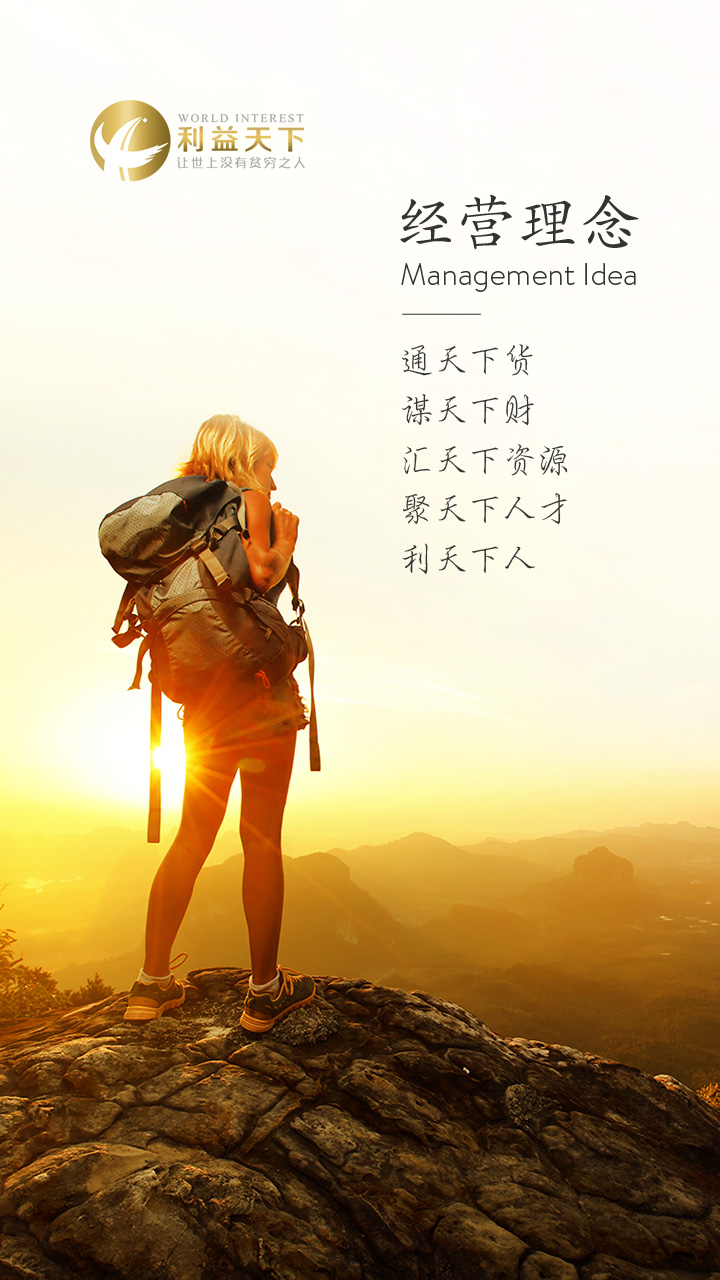 WORLD INTEREST
利益天下
让世上没有贫穷之人
经营理念
Management Idea
通天下货
谋天下财
汇天下资源
聚天下人才
利天下人